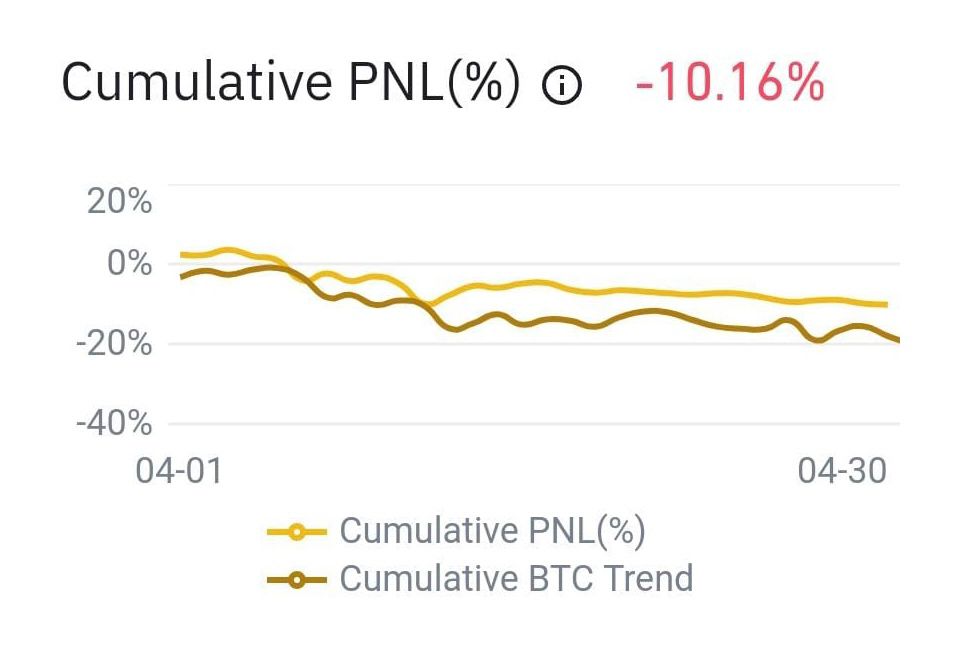 Cumulative PNL(%) -10.16%
20%
0%
-20%
-40%
04-01 04-30
Cumulative PNL(%)
Cumulative BTC Trend